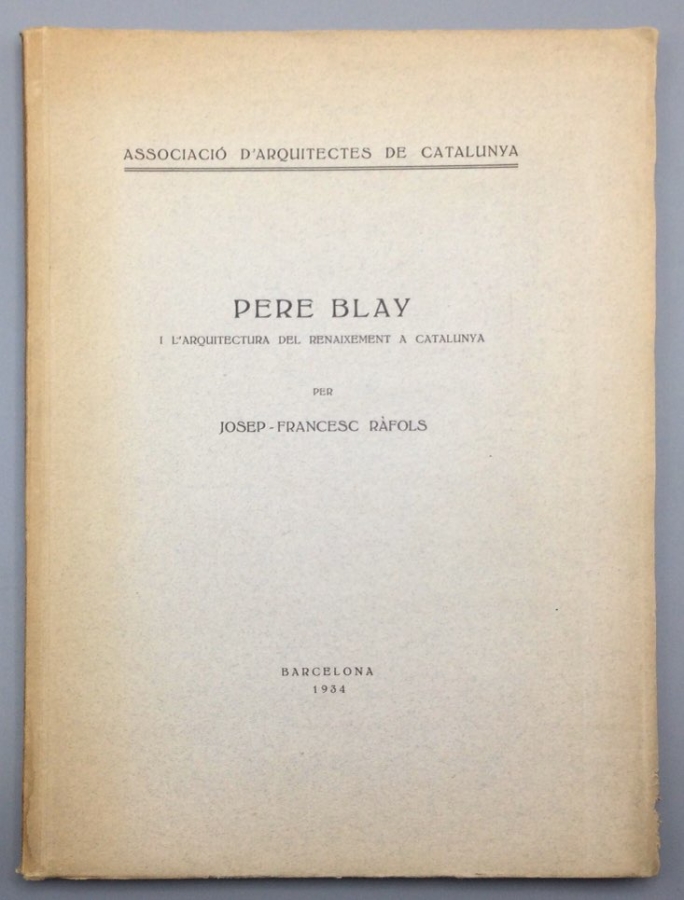 ASSOCIACIÓ D'ARQUITECTES DE CATALUNYA
PERE BLAY
I L'ARQUITECTURA DEL RENAIXEMENT A CATALUNYA
PER
JOSEP-FRANCESC RÀFOLS
BARCELONA
1934